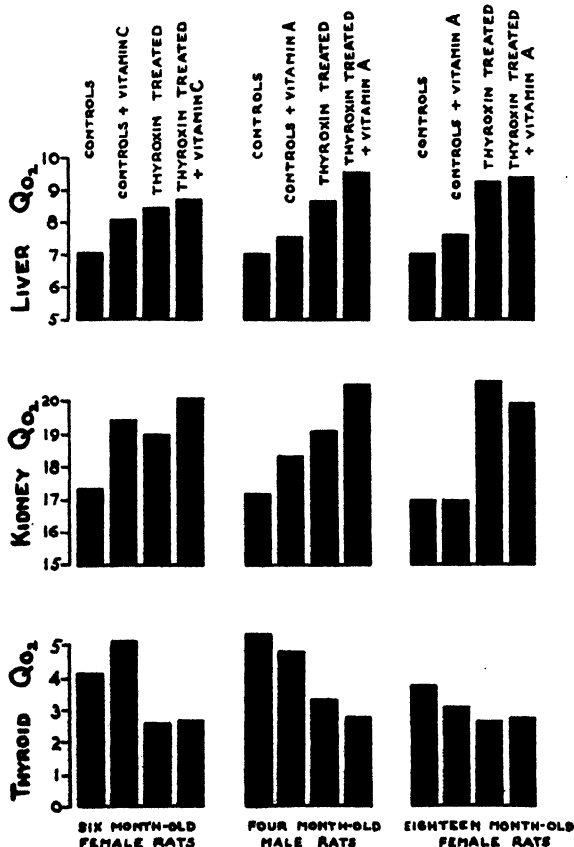 CONTROLS
CONTROLS + VITAMIN C
THYROXIN TREATED
THYROXIN TREATED
+ VITAMIN C
CONTROLS
CONTROLS + VITAMIN A
THYROXIN TREATED
THYROXIN TREATED
+ VITAMIN A
CONTROLS
CONTROLS + VITAMIN A
THYROXIN TREATED
THYROXIN TREATED
+ VITAMIN A
LIVER QO2
10
9
8
7
6
5
KIDNEY QO2
20
19
18
17
16
15
THYROID QO2
5
4
3
2
1
0
SIX MONTH-OLD
FEMALE RATS
FOUR MONTH-OLD
MALE RATS
EIGHTEEN MONTH-OLD
FEMALE RATS